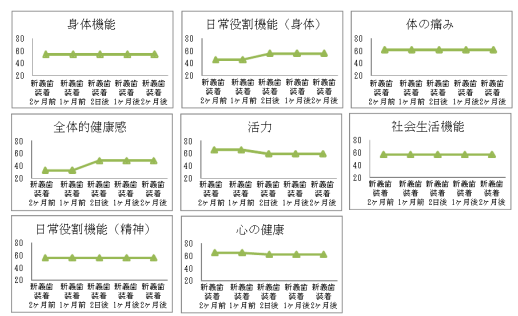 身体機能
80
60
40
20
新義歯 新義歯 新義歯 新義歯 新義歯
装着 装着 装着 装着 装着
2ヶ月前 1ヶ月前 2日後 1ヶ月後 2ヶ月後
日常役割機能（身体）
80
60
40
20
新義歯 新義歯 新義歯 新義歯 新義歯
装着 装着 装着 装着 装着
2ヶ月前 1ヶ月前 2日後 1ヶ月後 2ヶ月後
体の痛み
80
60
40
20
新義歯 新義歯 新義歯 新義歯 新義歯
装着 装着 装着 装着 装着
2ヶ月前 1ヶ月前 2日後 1ヶ月後 2ヶ月後
全体的健康感
80
60
40
20
新義歯 新義歯 新義歯 新義歯 新義歯
装着 装着 装着 装着 装着
2ヶ月前 1ヶ月前 2日後 1ヶ月後 2ヶ月後
活力
80
60
40
20
新義歯 新義歯 新義歯 新義歯 新義歯
装着 装着 装着 装着 装着
2ヶ月前 1ヶ月前 2日後 1ヶ月後 2ヶ月後
社会生活機能
80
60
40
20
新義歯 新義歯 新義歯 新義歯 新義歯
装着 装着 装着 装着 装着
2ヶ月前 1ヶ月前 2日後 1ヶ月後 2ヶ月後
日常役割機能（精神）
80
60
40
20
新義歯 新義歯 新義歯 新義歯 新義歯
装着 装着 装着 装着 装着
2ヶ月前 1ヶ月前 2日後 1ヶ月後 2ヶ月後
心の健康
80
60
40
20
新義歯 新義歯 新義歯 新義歯 新義歯
装着 装着 装着 装着 装着
2ヶ月前 1ヶ月前 2日後 1ヶ月後 2ヶ月後